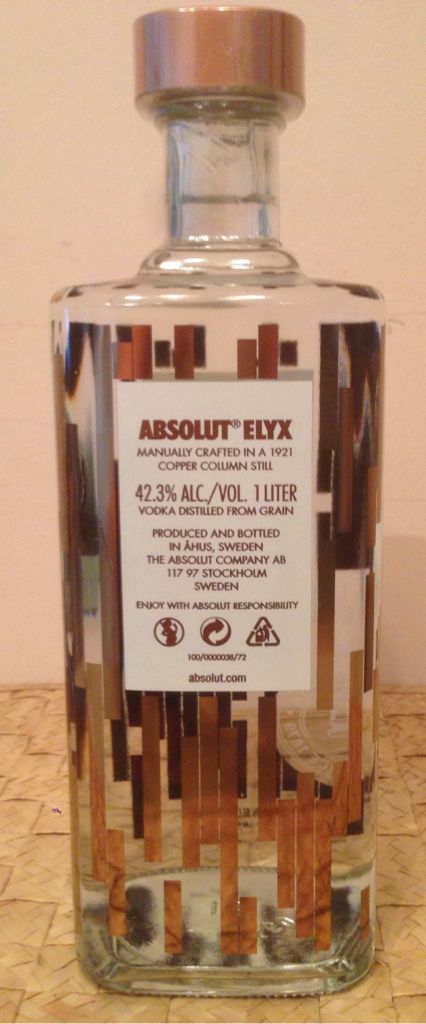 ABSOLUT® ELYX
MANUALLY CRAFTED IN A 1921
COPPER COLUMN STILL
42.3% ALC./VOL. 1 LITER
VODKA DISTILLED FROM GRAIN
PRODUCED AND BOTTLED
IN ÅHUS, SWEDEN
THE ABSOLUT COMPANY AB
117 97 STOCKHOLM
SWEDEN
ENJOY WITH ABSOLUT RESPONSIBILITY
100/0000038/72
absolut.com